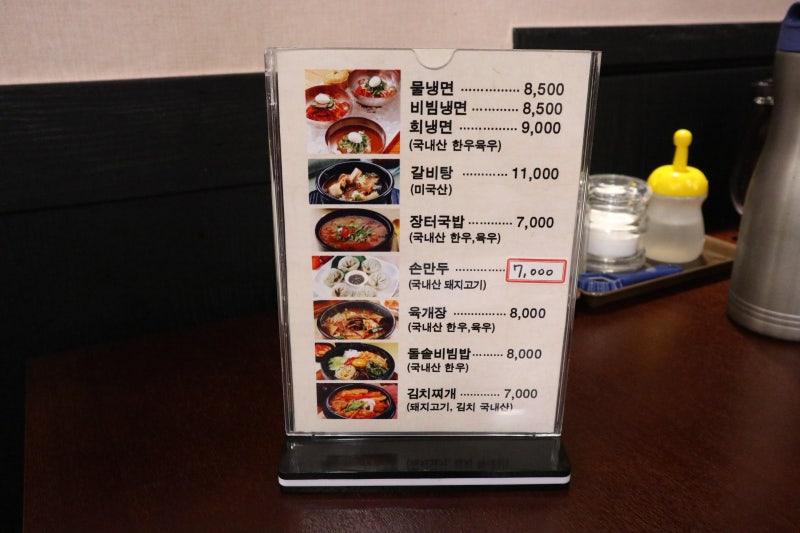 물냉면 ················ 8,500
비빔냉면 ············ 8,500
회냉면 ················ 9,000
(국내산 한우육우)
갈비탕 ············ 11,000
(미국산)
장터국밥 ············ 7,000
(국내산 한우,육우)
손만두 ·············· 7,000
(국내산 돼지고기)
육개장 ·············· 8,000
(국내산 한우,육우)
돌솥비빔밥 ········ 8,000
(국내산 한우)
김치찌개 ············ 7,000
(돼지고기, 김치 국내산)